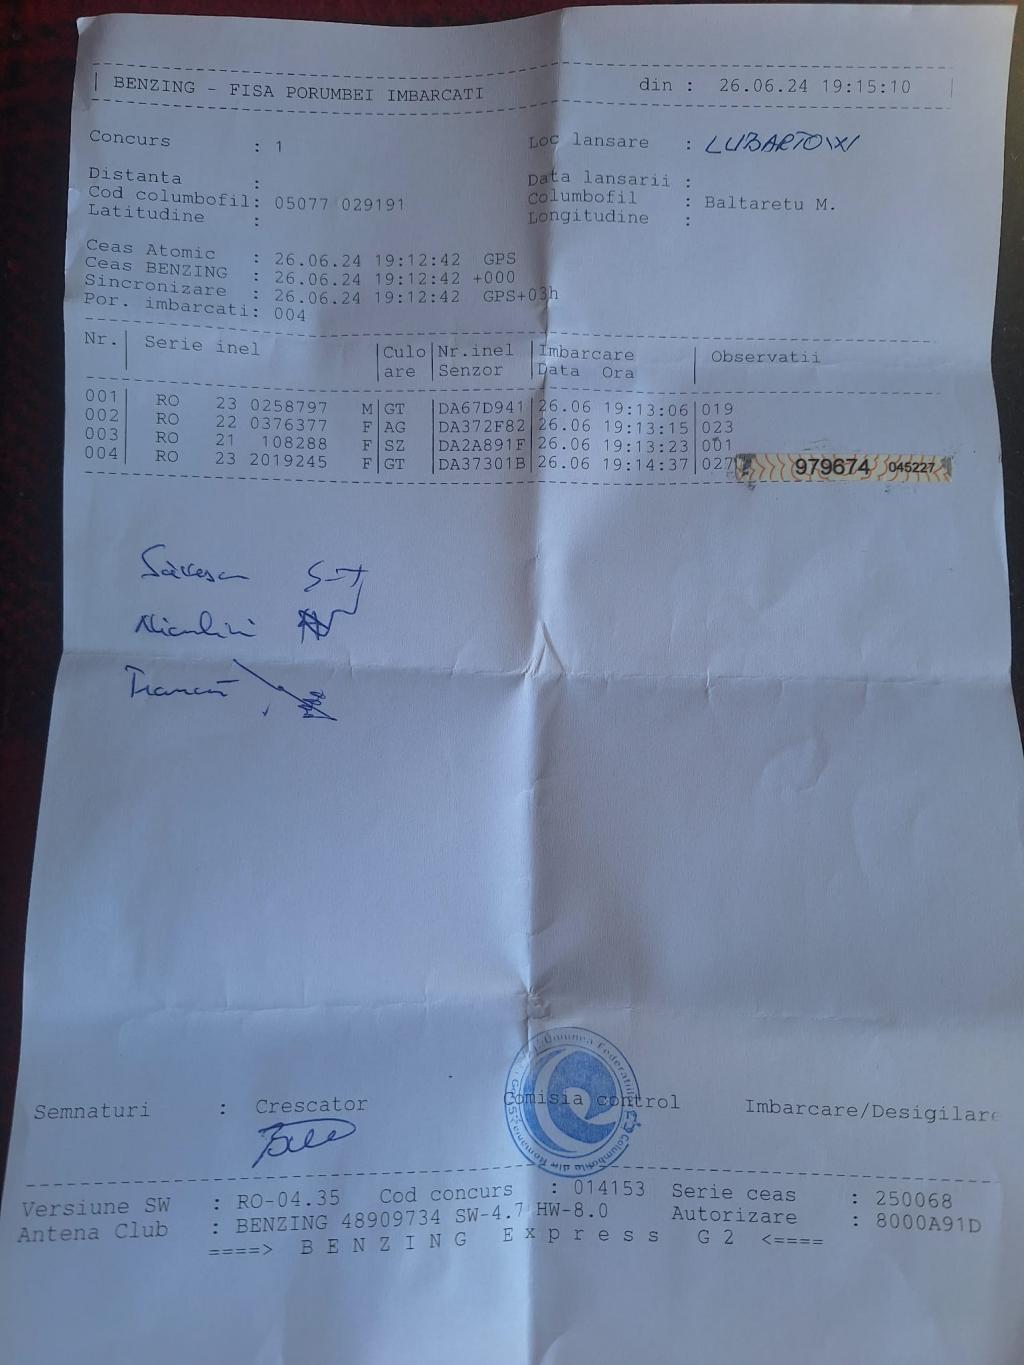 BENZING - FISA PORUMBEI IMBARCATI din : 26.06.24 19:15:10
Concurs : 1 Loc lansare :
Distanta : Data lansarii :
Cod columbofil: 05077 029191 Columbofil : Baltaretu M.
Latitudine : Longitudine :
Ceas Atomic : 26.06.24 19:12:42 GPS
Ceas BENZING : 26.06.24 19:12:42 +000
Sincronizare : 26.06.24 19:12:42 GPS+03h
Por. imbarcati: 004
Nr. Serie inel Culo Nr.inel Imbarcare Observatii
are Senzor Data Ora
001 RO 23 0258797 M GT DA67D941 26.06 19:13:06 019
002 RO 22 0376377 F AG DA372F82 26.06 19:13:15 023
003 RO 21 108288 F SZ DA2A891F 26.06 19:13:23 001
004 RO 23 2019245 F GT DA37301B 26.06 19:14:37 027 979674 045227
Semnaturi : Crescator Comisia control Imbarcare/Desigilare
Versiune SW : RO-04.35 Cod concurs : 014153 Serie ceas : 250068
Antena Club : BENZING 48909734 SW-4.7 HW-8.0 Autorizare : 8000A91D
====> B E N Z I N G E x p r e s s G 2 <====